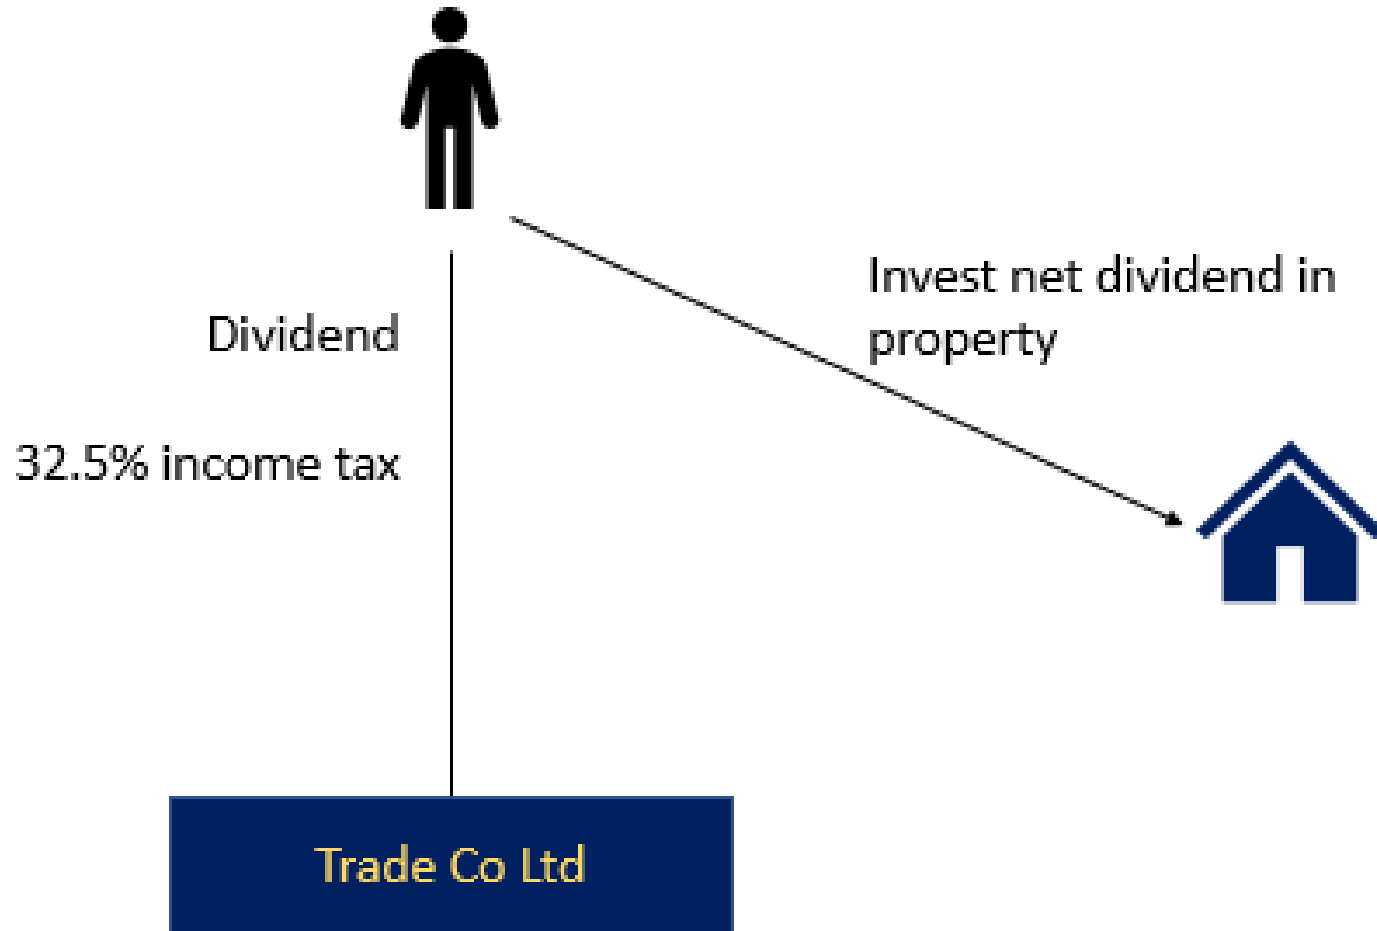 Invest net dividend in
property
Dividend
32.5% income tax
Trade Co Ltd